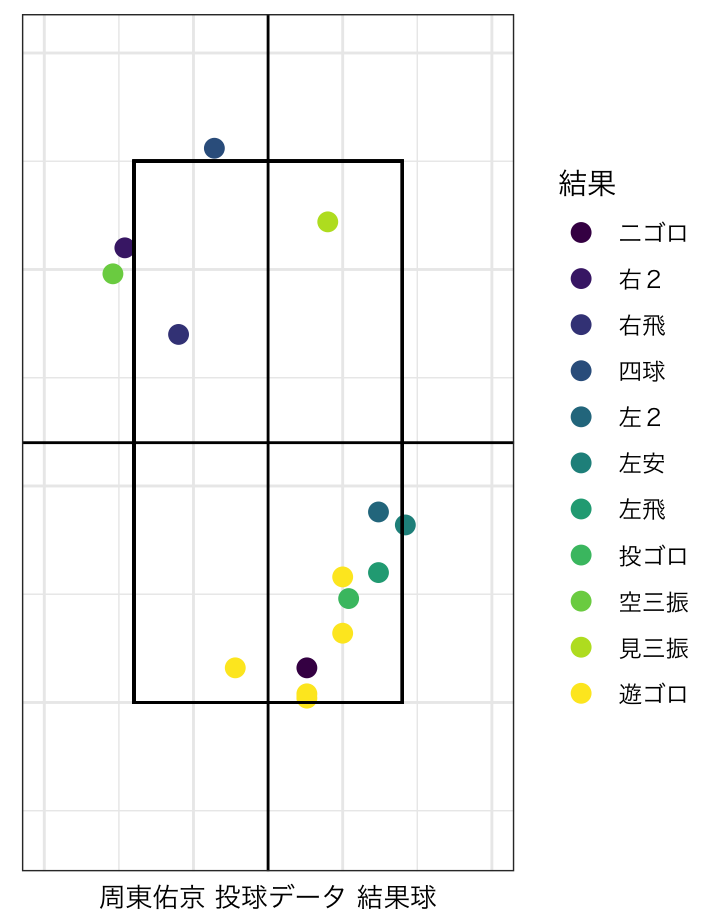 結果
二ゴロ
右２
右飛
四球
左２
左安
左飛
投ゴロ
空三振
見三振
遊ゴロ
周東佑京 投球データ 結果球